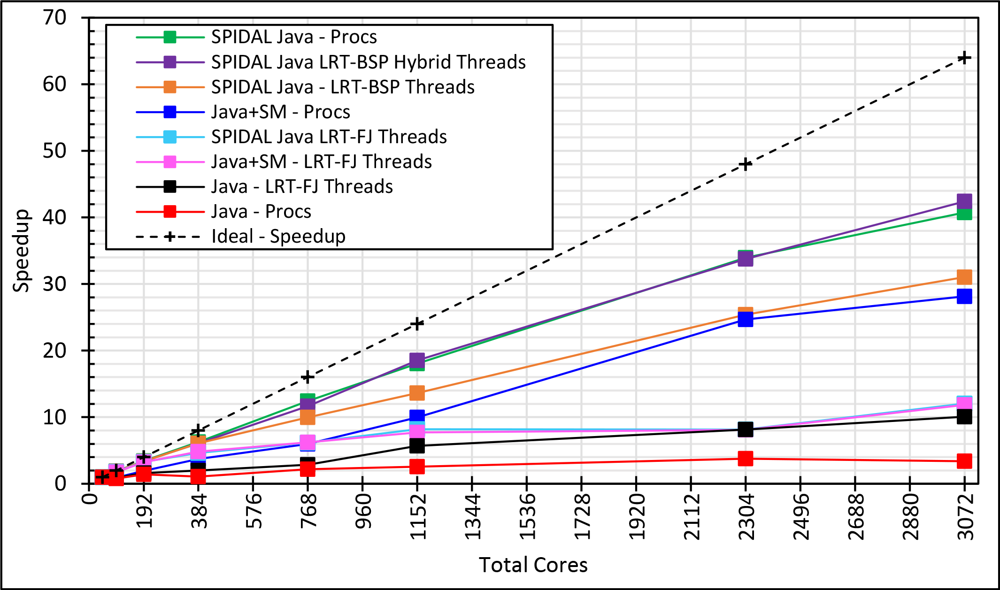 70
60
50
40
30
20
10
0
Speedup
SPIDAL Java - Procs
SPIDAL Java LRT-BSP Hybrid Threads
SPIDAL Java - LRT-BSP Threads
Java+SM - Procs
SPIDAL Java LRT-FJ Threads
Java+SM - LRT-FJ Threads
Java - LRT-FJ Threads
Java - Procs
Ideal - Speedup
0
192
384
576
768
960
1152
1344
1536
1728
1920
2112
2304
2496
2688
2880
3072
Total Cores